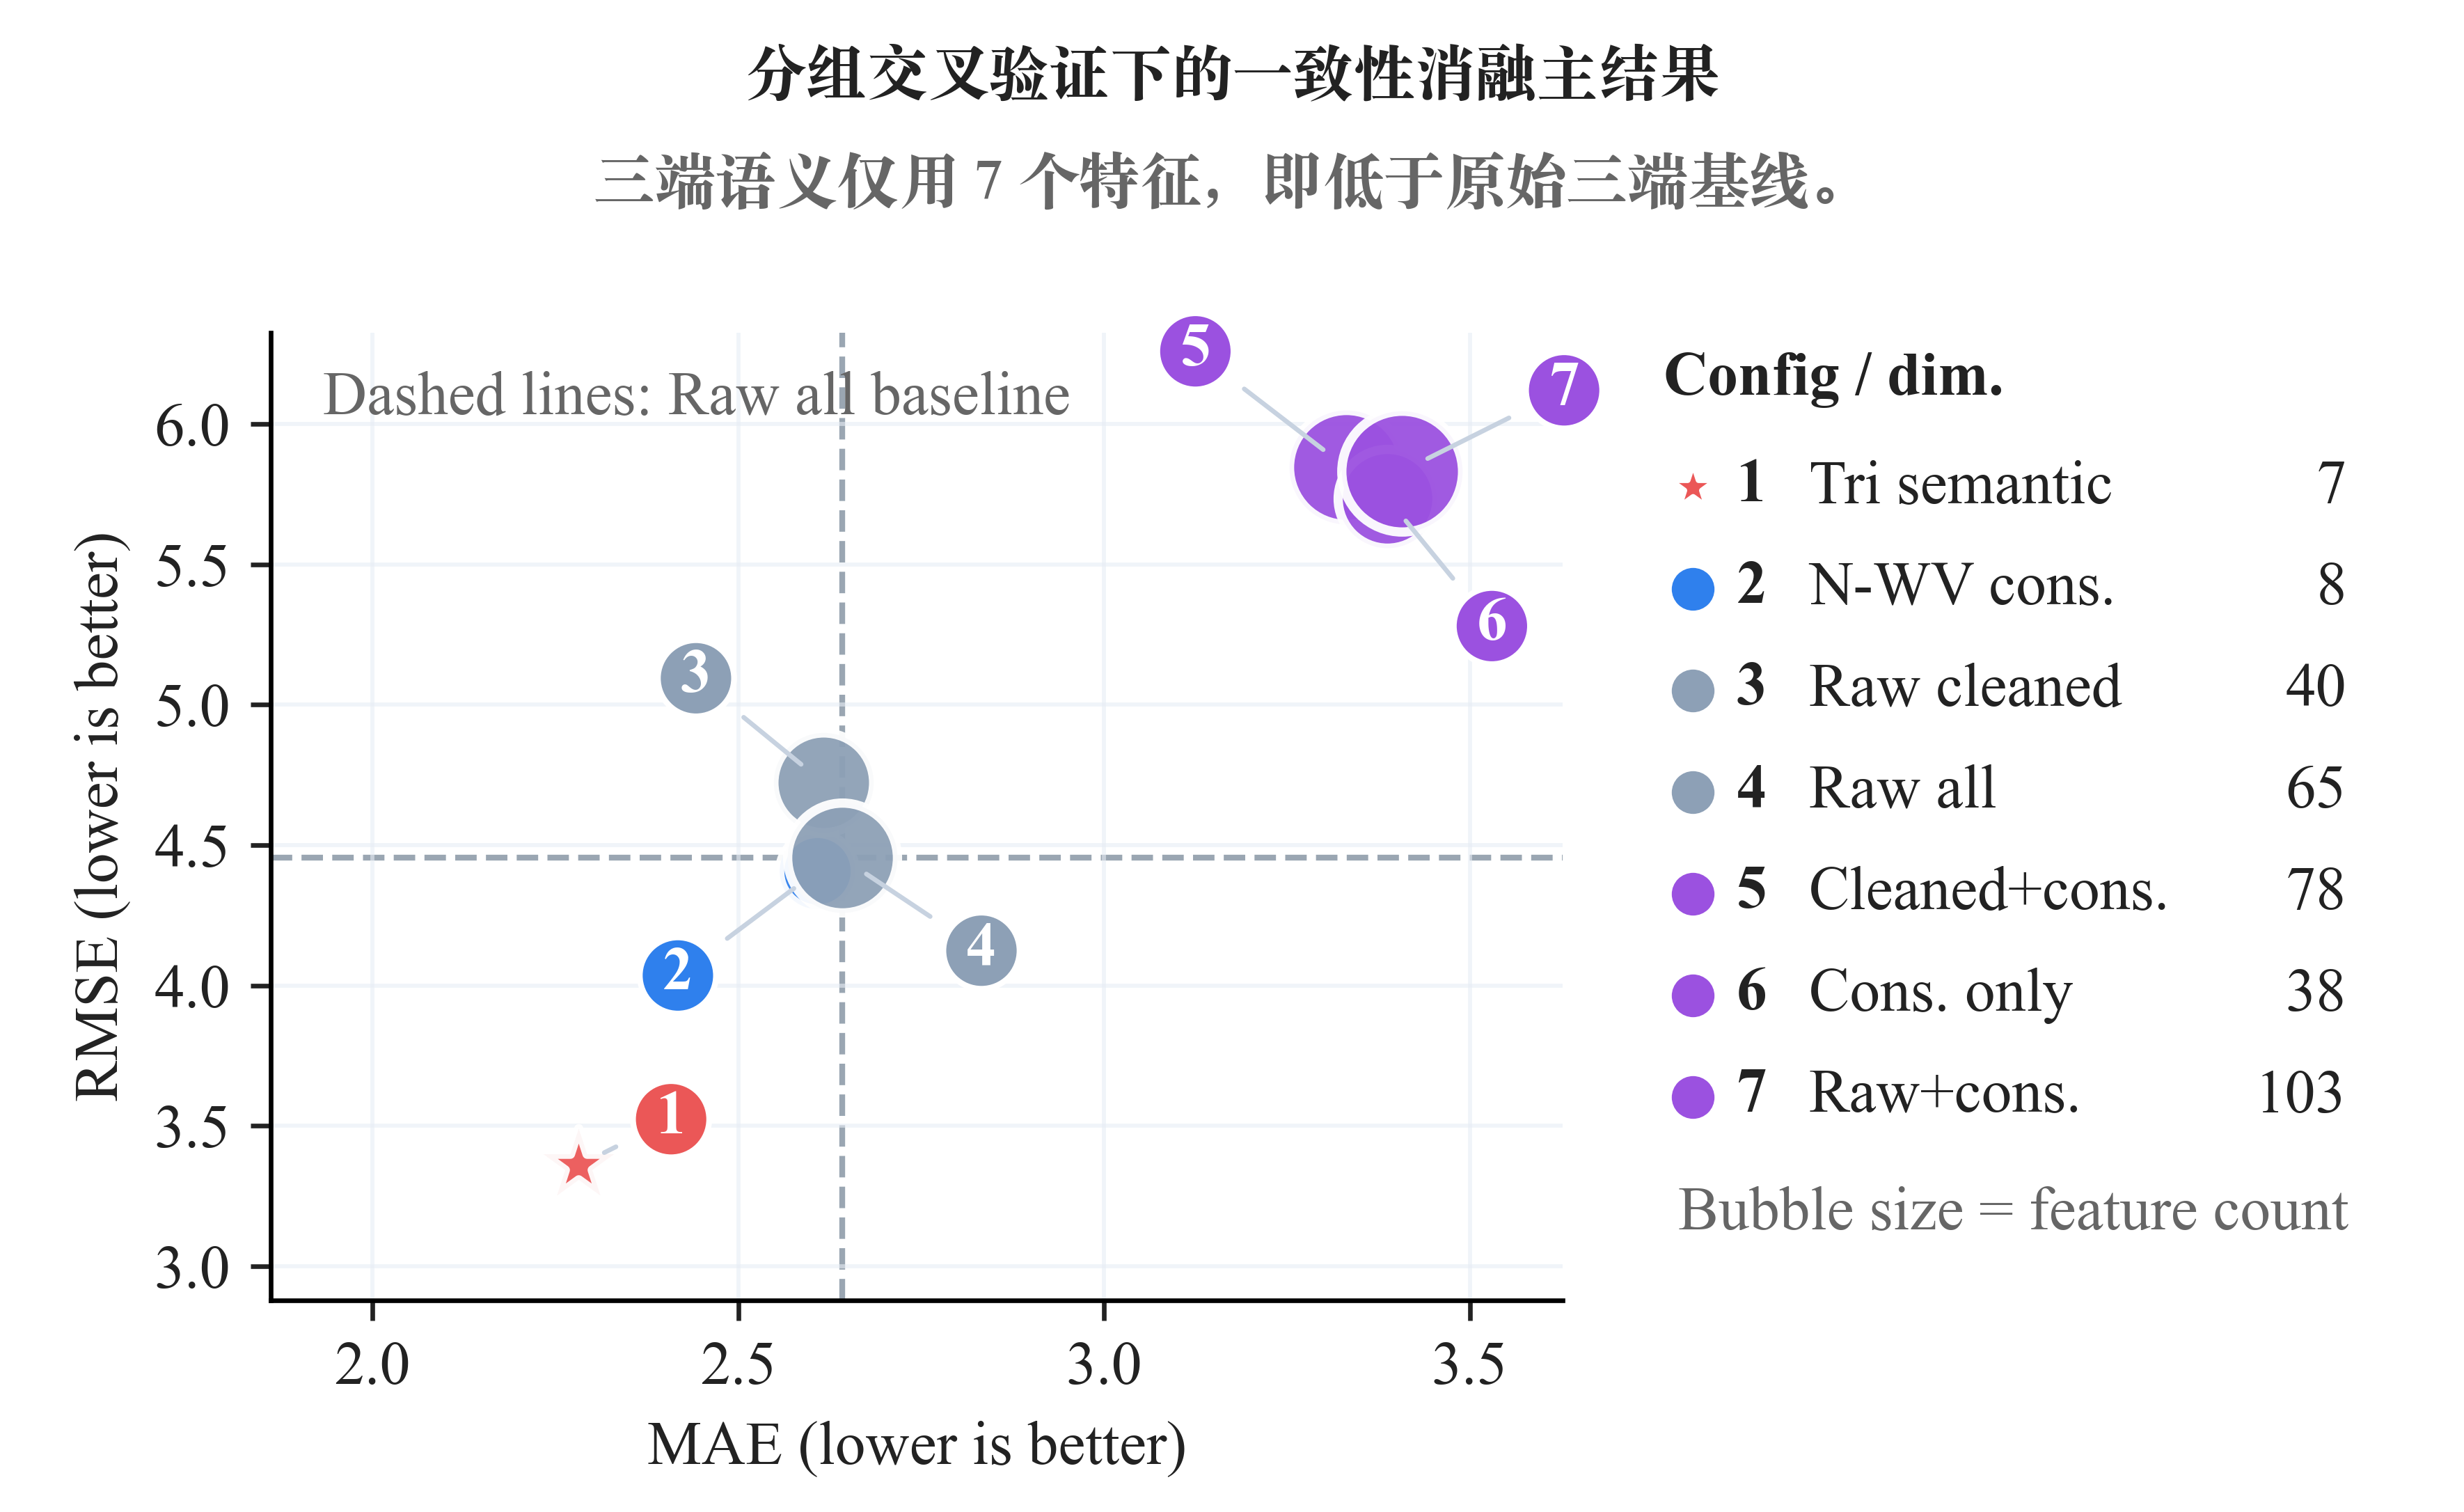 分组交叉验证下的一致性消融主结果
三端语义仅用 7 个特征，即低于原始三端基线。
Dashed lines: Raw all baseline
RMSE (lower is better)
6.0
5.5
5.0
4.5
4.0
3.5
3.0
5
7
6
3
4
2
1
2.0
2.5
3.0
3.5
MAE (lower is better)
Config / dim.
1 Tri semantic 7
2 N-WV cons. 8
3 Raw cleaned 40
4 Raw all 65
5 Cleaned+cons. 78
6 Cons. only 38
7 Raw+cons. 103
Bubble size = feature count